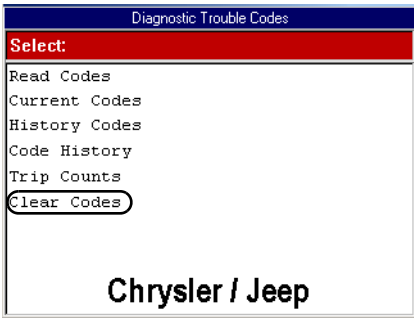 Diagnostic Trouble Codes
Select:
Read Codes
Current Codes
History Codes
Code History
Trip Counts
Clear Codes
Chrysler / Jeep